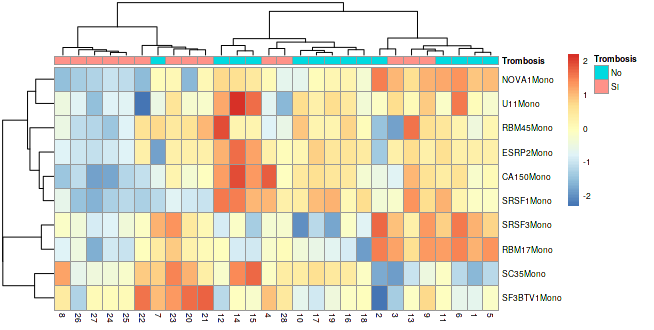 Trombosis
NOVA1Mono
U11Mono
RBM45Mono
ESRP2Mono
CA150Mono
SRSF1Mono
SRSF3Mono
RBM17Mono
SC35Mono
SF3BTV1Mono
8 26 27 24 25 22 7 23 20 21 12 14 15 4 28 10 17 19 16 18 2 3 13 9 11 6 1 5
2
1
0
-1
-2
Trombosis
No
SI